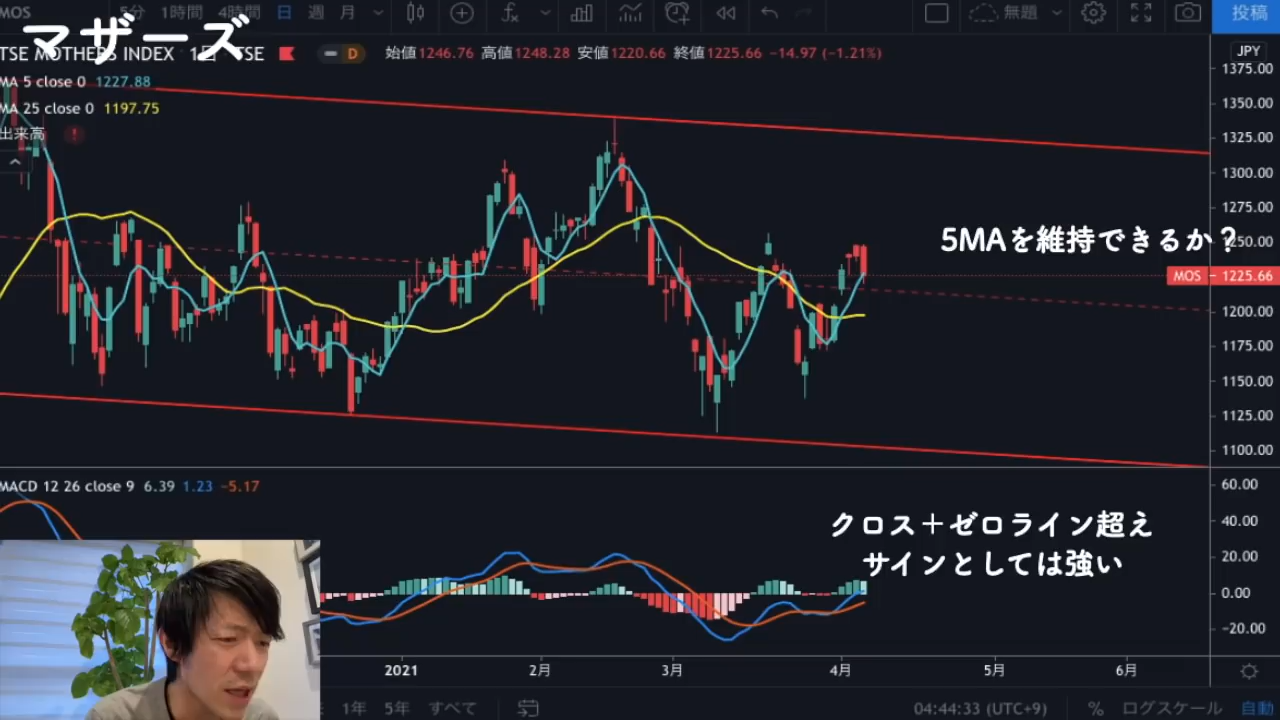 MOS 5分 1時間 4時間 日 週 月 無題 投稿
マザーズ
TSE MOTHERS INDEX 1日 TSE D 始値1246.76 高値1248.28 安値1220.66 終値1225.66 −14.97 (−1.21%)
JPY
MA 5 close 0 1227.88
MA 25 close 0 1197.75
出来高
1375.00
1350.00
1325.00
1300.00
1275.00
1250.00
5MAを維持できるか？
MOS 1225.66
1200.00
1175.00
1150.00
1125.00
1100.00
MACD 12 26 close 9 6.39 1.23 −5.17
60.00
40.00
20.00
0.00
−20.00
クロス＋ゼロライン超え
サインとしては強い
2021 2月 3月 4月 5月 6月
1年 5年 すべて 04:44:33 (UTC+9) % ログスケール 自動